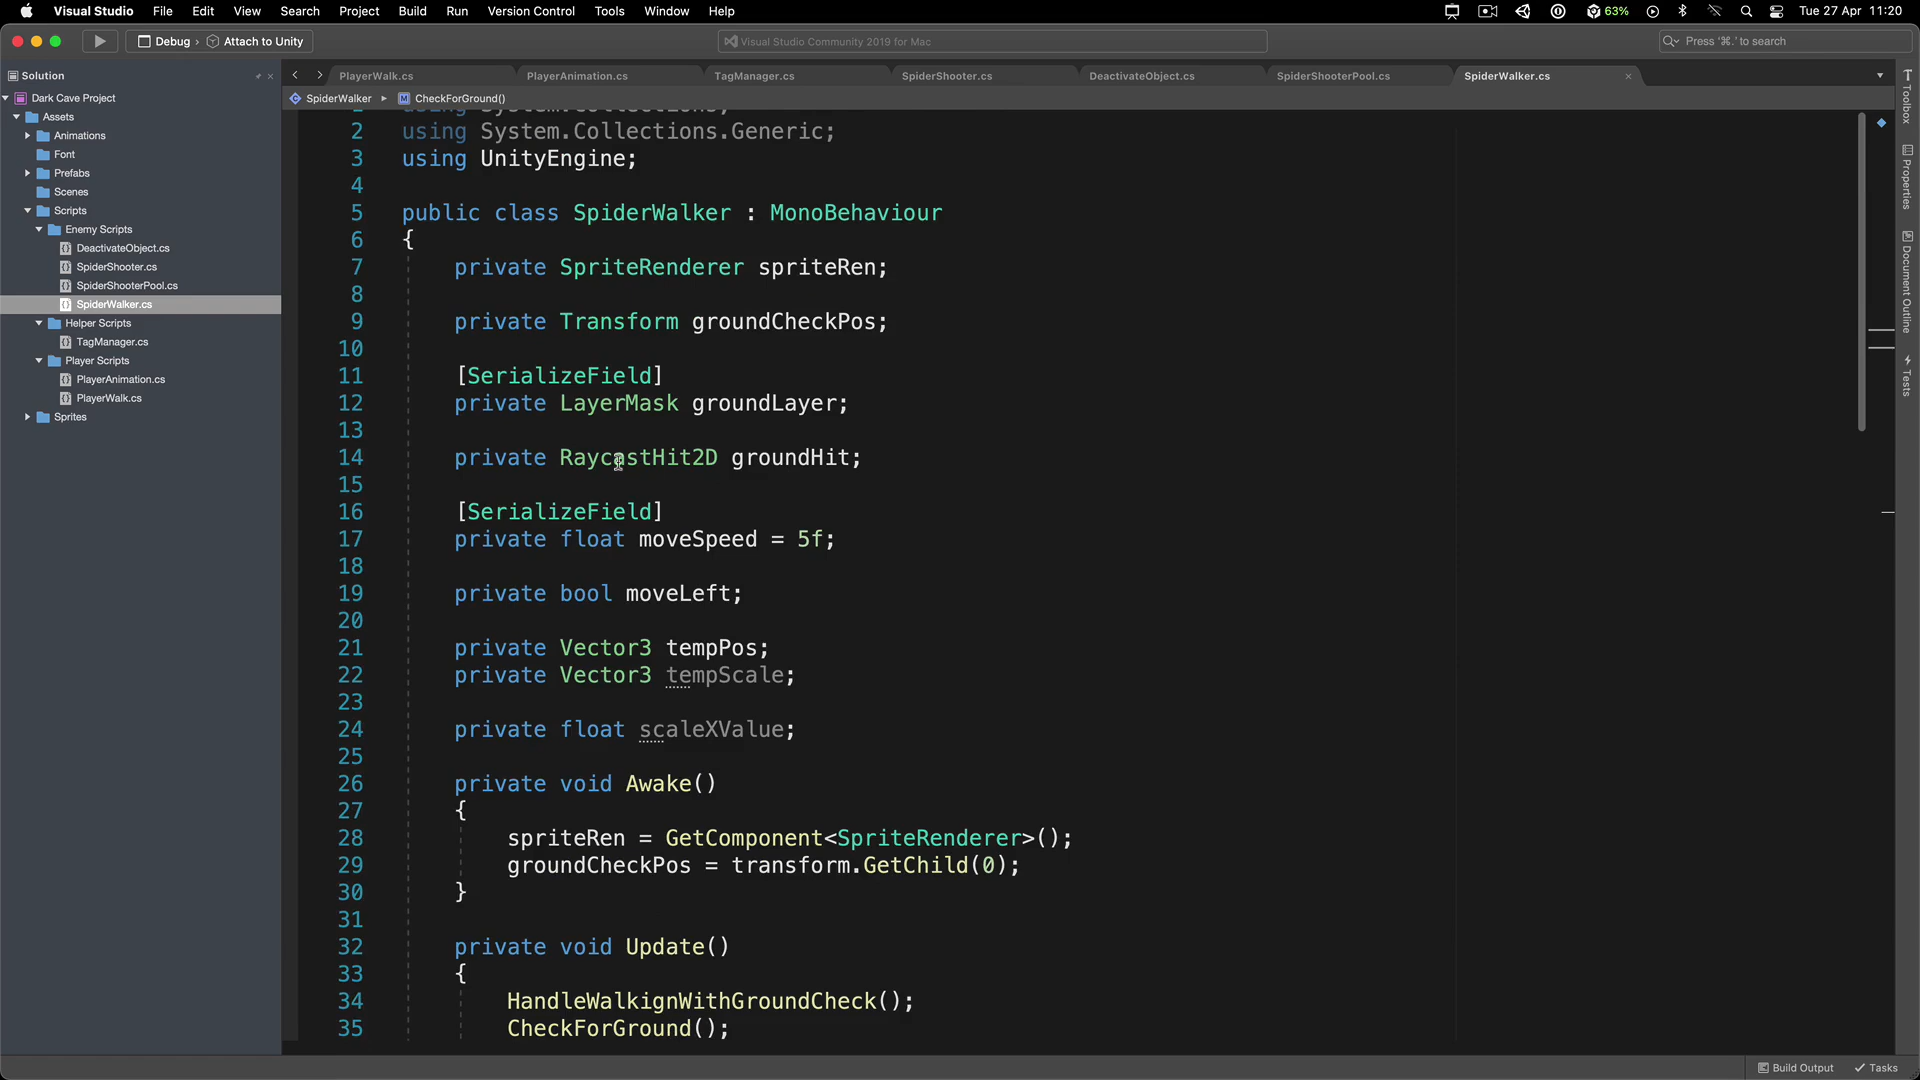 Visual Studio File Edit View Search Project Build Run Version Control Tools Window Help 63% Tue 27 Apr 11:20
Debug › Attach to Unity Visual Studio Community 2019 for Mac Press '⌘.' to search
Solution
PlayerWalk.cs PlayerAnimation.cs TagManager.cs SpiderShooter.cs DeactivateObject.cs SpiderShooterPool.cs SpiderWalker.cs
SpiderWalker ▸ CheckForGround()
Dark Cave Project
Assets
Animations
Font
Prefabs
Scenes
Scripts
Enemy Scripts
DeactivateObject.cs
SpiderShooter.cs
SpiderShooterPool.cs
SpiderWalker.cs
Helper Scripts
TagManager.cs
Player Scripts
PlayerAnimation.cs
PlayerWalk.cs
Sprites
1 using System.Collections;
2 using System.Collections.Generic;
3 using UnityEngine;
4
5 public class SpiderWalker : MonoBehaviour
6 {
7 private SpriteRenderer spriteRen;
8
9 private Transform groundCheckPos;
10
11 [SerializeField]
12 private LayerMask groundLayer;
13
14 private RaycastHit2D groundHit;
15
16 [SerializeField]
17 private float moveSpeed = 5f;
18
19 private bool moveLeft;
20
21 private Vector3 tempPos;
22 private Vector3 tempScale;
23
24 private float scaleXValue;
25
26 private void Awake()
27 {
28 spriteRen = GetComponent<SpriteRenderer>();
29 groundCheckPos = transform.GetChild(0);
30 }
31
32 private void Update()
33 {
34 HandleWalkignWithGroundCheck();
35 CheckForGround();
Toolbox
Properties
Document Outline
Tests
Build Output Tasks